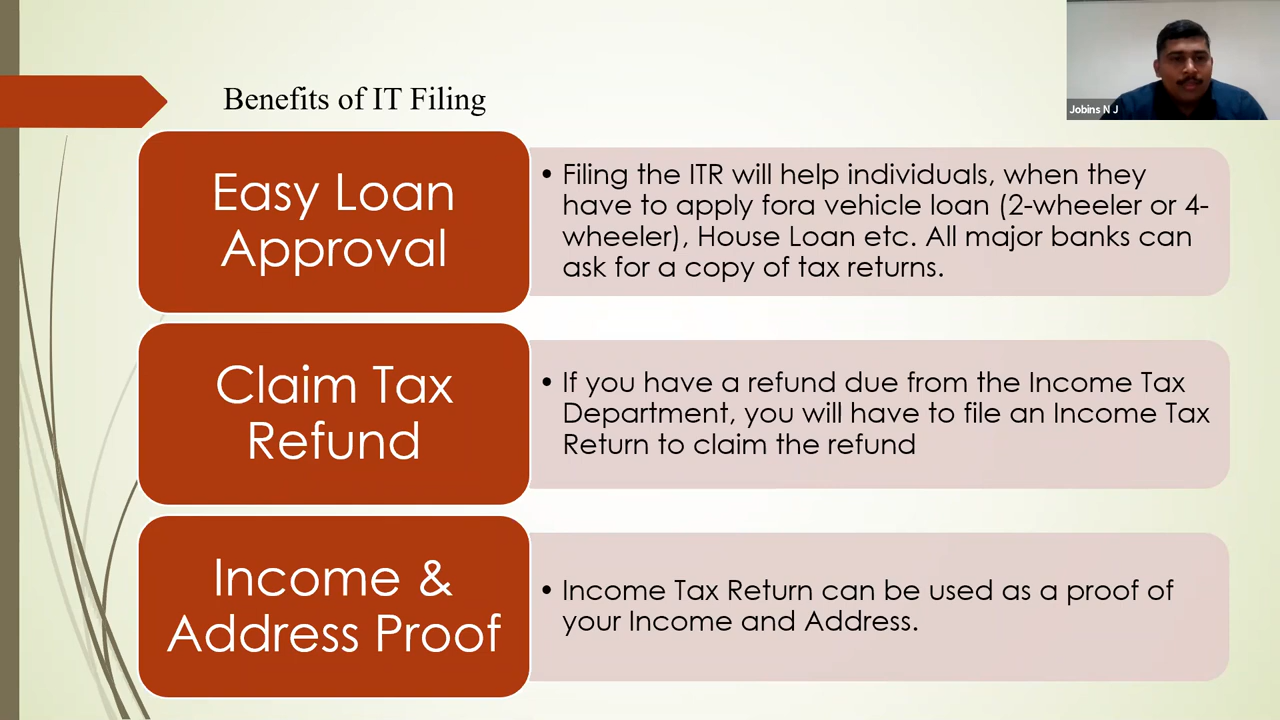 Benefits of IT Filing
Jobins N J
Easy Loan
Approval
• Filing the ITR will help individuals, when they
have to apply fora vehicle loan (2-wheeler or 4-
wheeler), House Loan etc. All major banks can
ask for a copy of tax returns.
Claim Tax
Refund
• If you have a refund due from the Income Tax
Department, you will have to file an Income Tax
Return to claim the refund
Income &
Address Proof
• Income Tax Return can be used as a proof of
your Income and Address.